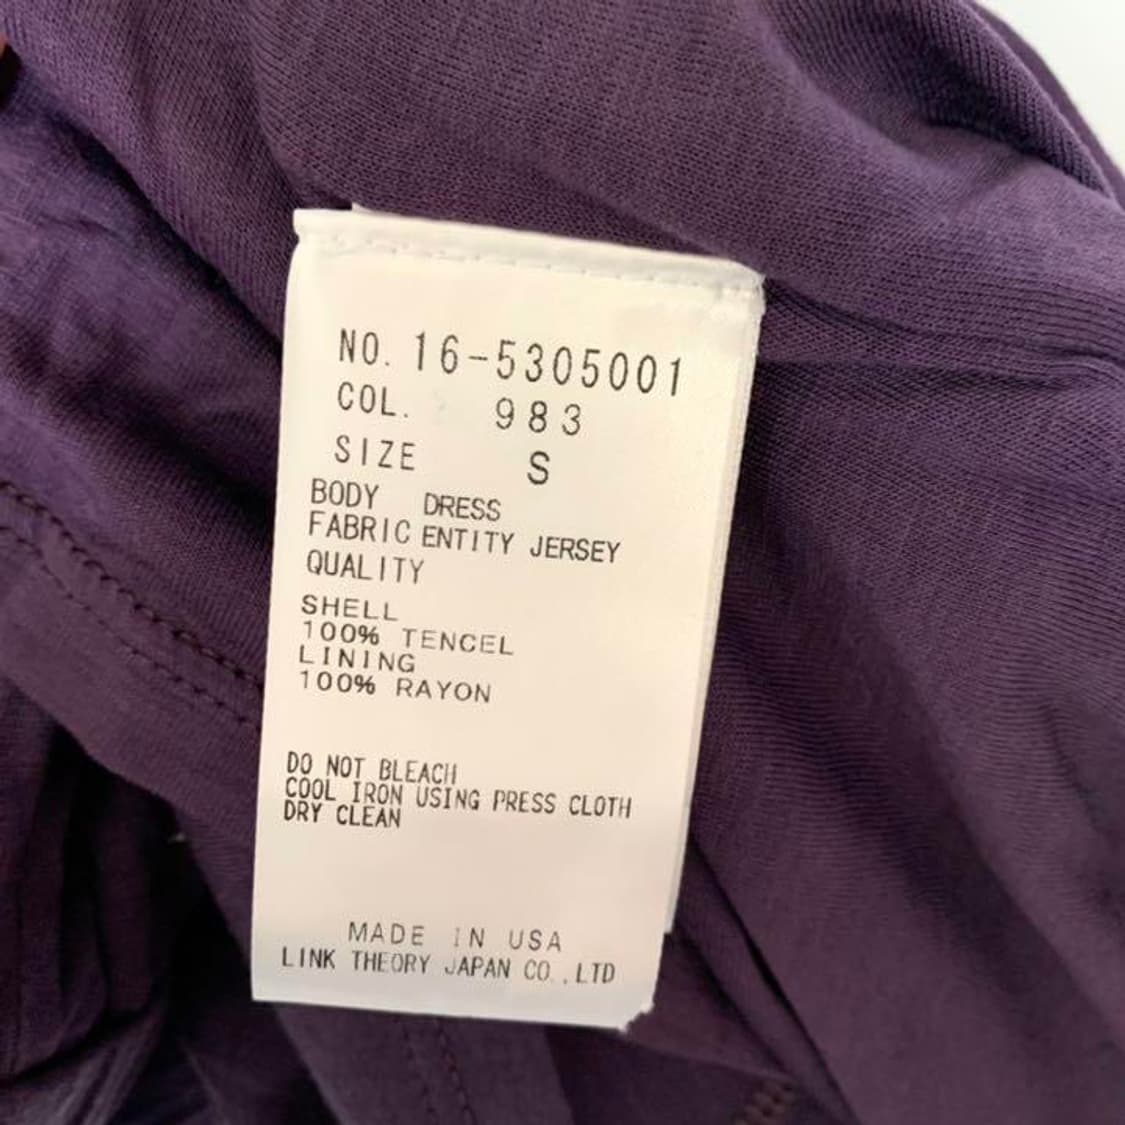 NO. 16-5305001
COL. 983
SIZE S
BODY DRESS
FABRIC ENTITY JERSEY
QUALITY
SHELL
100% TENCEL
LINING
100% RAYON
DO NOT BLEACH
COOL IRON USING PRESS CLOTH
DRY CLEAN
MADE IN USA
LINK THEORY JAPAN CO.,LTD